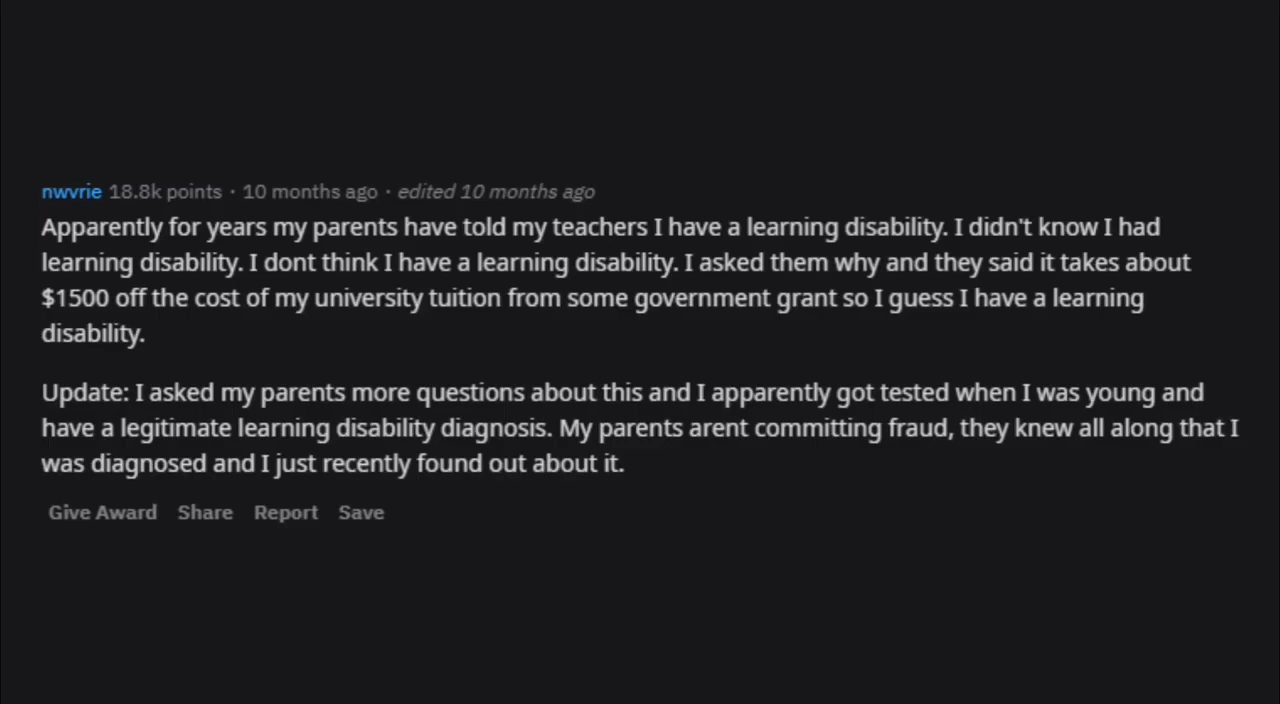 nwvrie 18.8k points · 10 months ago · edited 10 months ago
Apparently for years my parents have told my teachers I have a learning disability. I didn't know I had
learning disability. I dont think I have a learning disability. I asked them why and they said it takes about
$1500 off the cost of my university tuition from some government grant so I guess I have a learning
disability.
Update: I asked my parents more questions about this and I apparently got tested when I was young and
have a legitimate learning disability diagnosis. My parents arent committing fraud, they knew all along that I
was diagnosed and I just recently found out about it.
Give Award Share Report Save